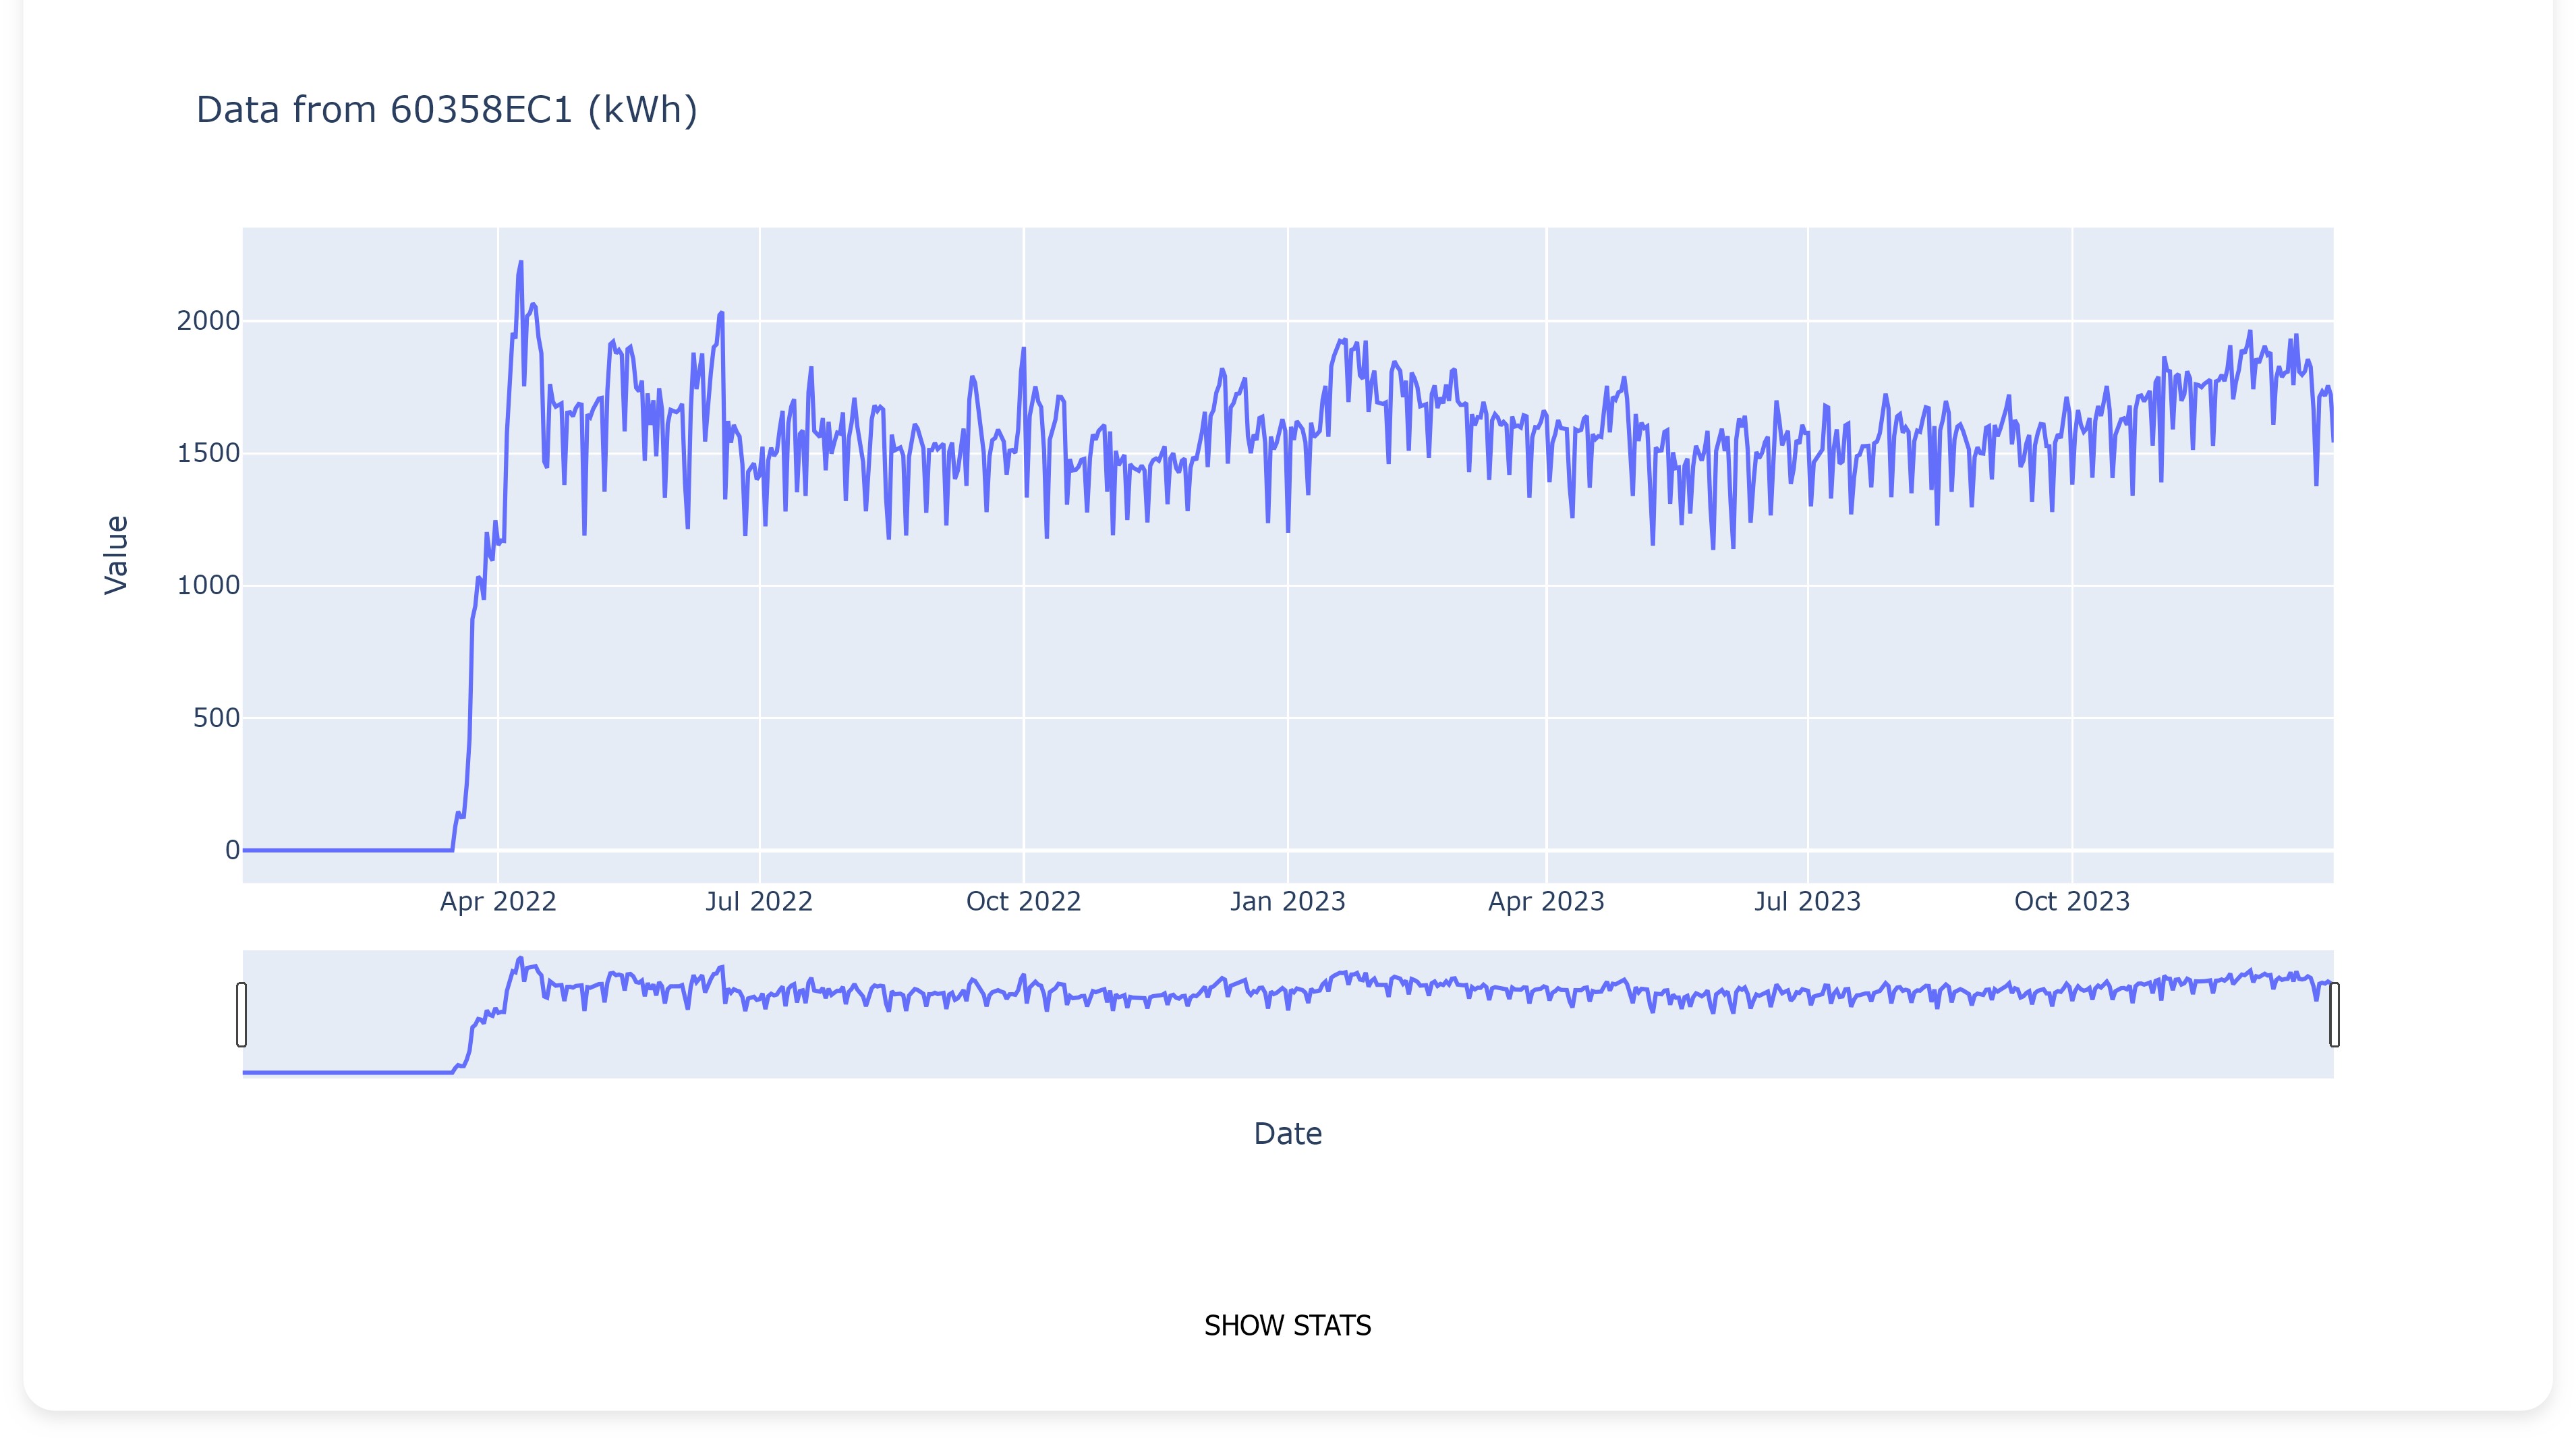 Data from 60358EC1 (kWh)
2000
1500
1000
500
0
Value
Apr 2022
Jul 2022
Oct 2022
Jan 2023
Apr 2023
Jul 2023
Oct 2023
Date
SHOW STATS